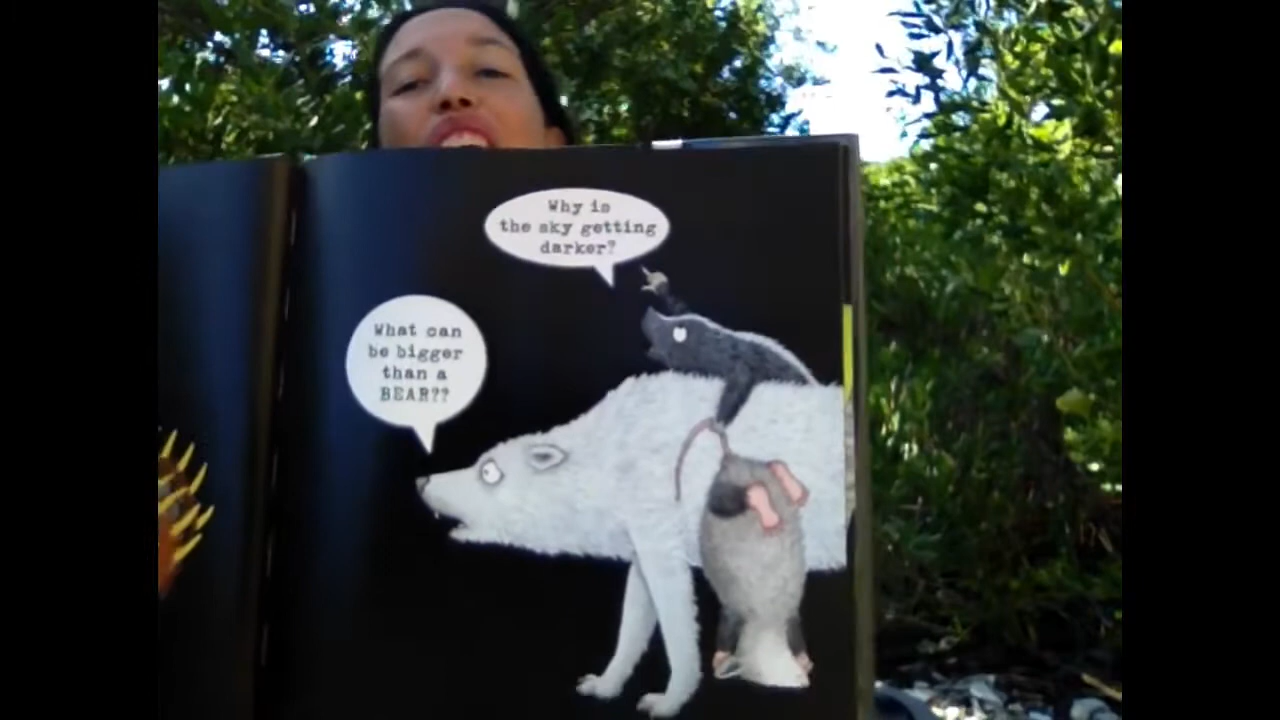 Why is
the sky getting
darker?
What can
be bigger
than a
BEAR??